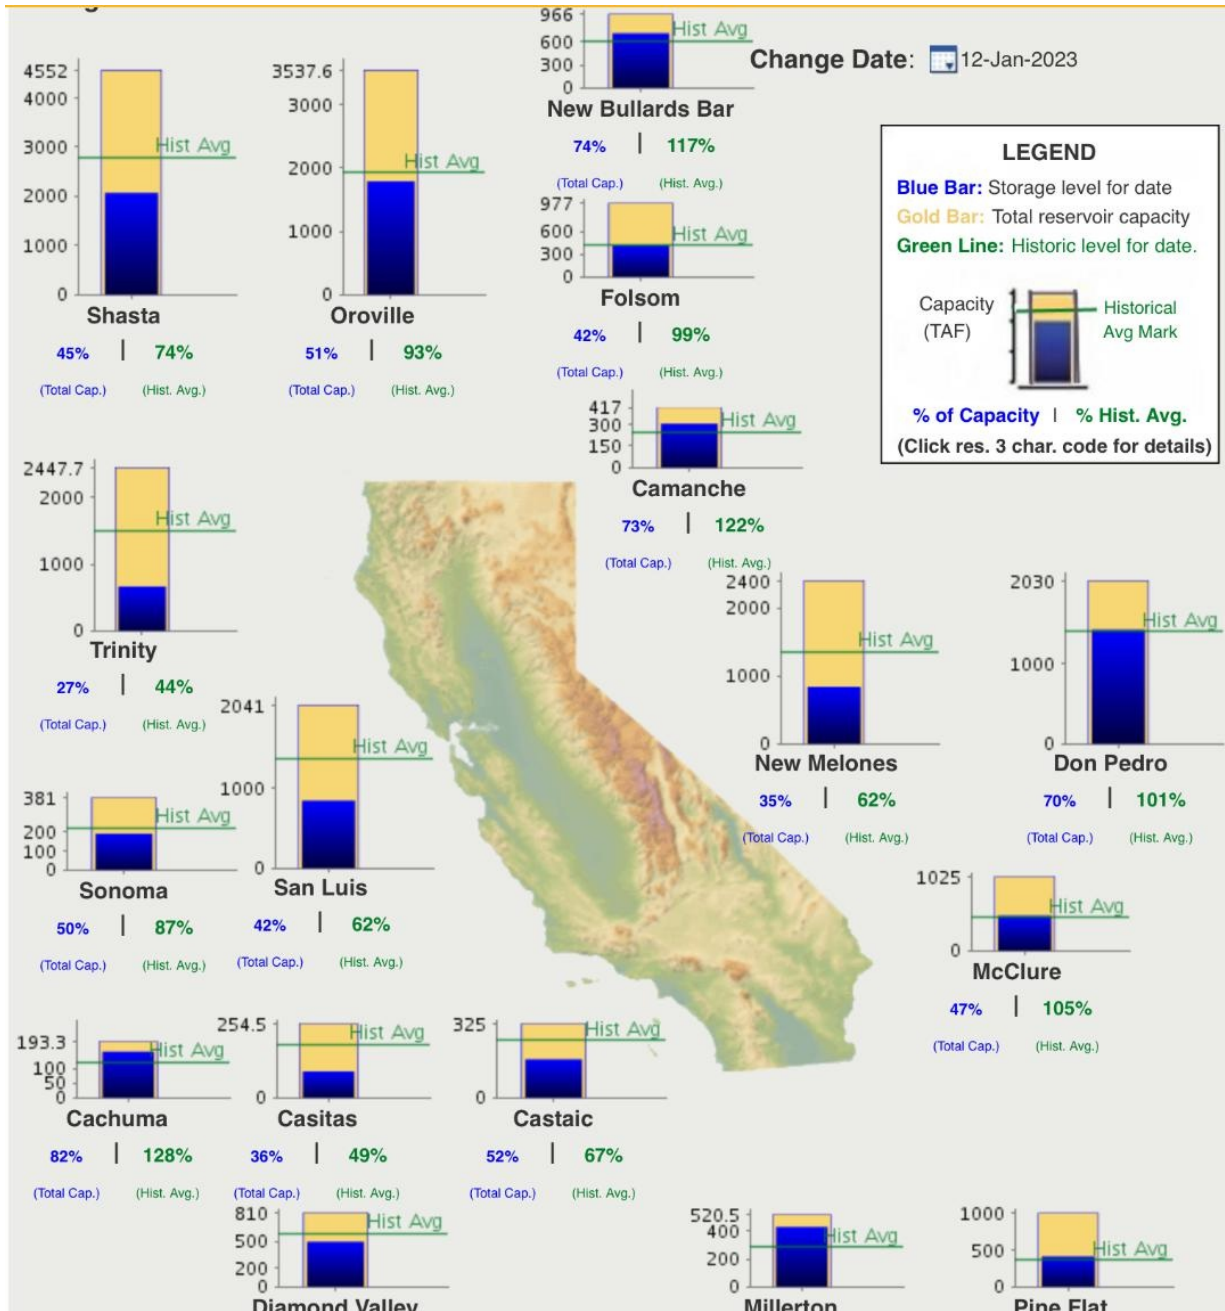 966
600
300
0
Hist Avg
New Bullards Bar
74% | 117%
(Total Cap.) (Hist. Avg.)
Change Date: 12-Jan-2023
4552
4000
3000
2000
1000
0
Hist Avg
Shasta
45% | 74%
(Total Cap.) (Hist. Avg.)
3537.6
3000
2000
1000
0
Hist Avg
Oroville
51% | 93%
(Total Cap.) (Hist. Avg.)
977
600
300
0
Hist Avg
Folsom
42% | 99%
(Total Cap.) (Hist. Avg.)
LEGEND
Blue Bar: Storage level for date
Gold Bar: Total reservoir capacity
Green Line: Historic level for date.
Capacity
(TAF)
Historical
Avg Mark
% of Capacity | % Hist. Avg.
(Click res. 3 char. code for details)
417
300
150
0
Hist Avg
Camanche
73% | 122%
(Total Cap.) (Hist. Avg.)
2447.7
2000
1000
0
Hist Avg
Trinity
27% | 44%
(Total Cap.) (Hist. Avg.)
2400
2000
1000
0
Hist Avg
New Melones
35% | 62%
(Total Cap.) (Hist. Avg.)
2030
1000
0
Hist Avg
Don Pedro
70% | 101%
(Total Cap.) (Hist. Avg.)
2041
1000
0
Hist Avg
San Luis
42% | 62%
(Total Cap.) (Hist. Avg.)
381
200
100
0
Hist Avg
Sonoma
50% | 87%
(Total Cap.) (Hist. Avg.)
1025
0
Hist Avg
McClure
47% | 105%
(Total Cap.) (Hist. Avg.)
193.3
100
50
0
Hist Avg
Cachuma
82% | 128%
(Total Cap.) (Hist. Avg.)
254.5
0
Hist Avg
Casitas
36% | 49%
(Total Cap.) (Hist. Avg.)
325
0
Hist Avg
Castaic
52% | 67%
(Total Cap.) (Hist. Avg.)
810
500
200
0
Hist Avg
Diamond Valley
520.5
400
200
0
Hist Avg
Millerton
1000
500
0
Hist Avg
Pine Flat